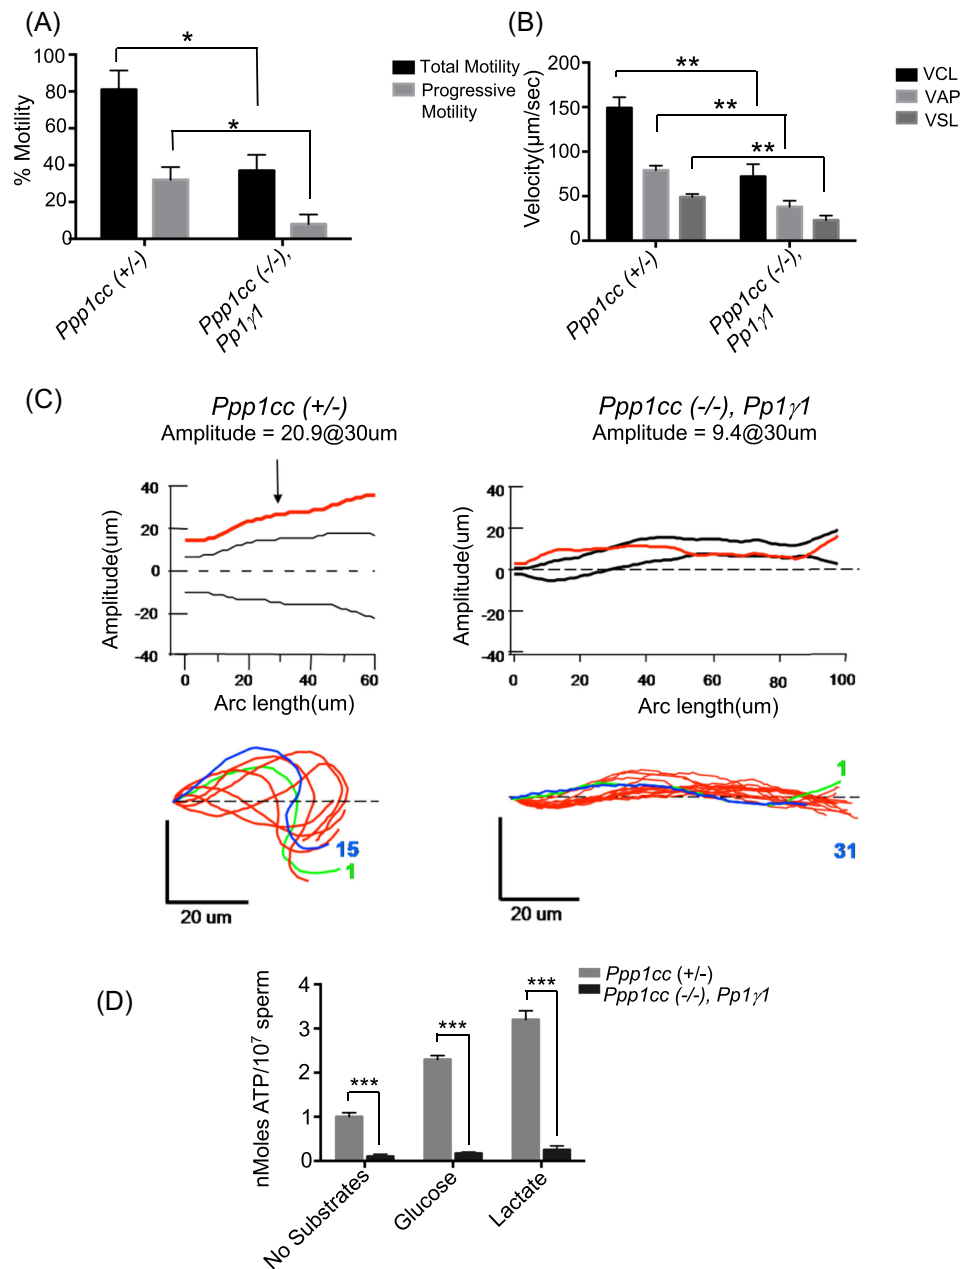 (A)
*
*
% Motility
100
80
60
40
20
0
Total Motility
Progressive
Motility
Ppp1cc (+/-)
Ppp1cc (-/-),
Pp1γ1
(B)
**
**
**
Velocity(µm/sec)
200
150
100
50
0
VCL
VAP
VSL
Ppp1cc (+/-)
Ppp1cc (-/-),
Pp1γ1
(C)
Ppp1cc (+/-)
Amplitude = 20.9@30um
Amplitude(um)
40
20
0
-20
-40
0
20
40
60
Arc length(um)
Ppp1cc (-/-), Pp1γ1
Amplitude = 9.4@30um
Amplitude(um)
40
20
0
-20
-40
0
20
40
60
80
100
Arc length(um)
15
1
20 um
1
31
20 um
(D)
nMoles ATP/10⁷ sperm
4
3
2
1
0
***
***
***
Ppp1cc (+/-)
Ppp1cc (-/-), Pp1γ1
No Substrates
Glucose
Lactate